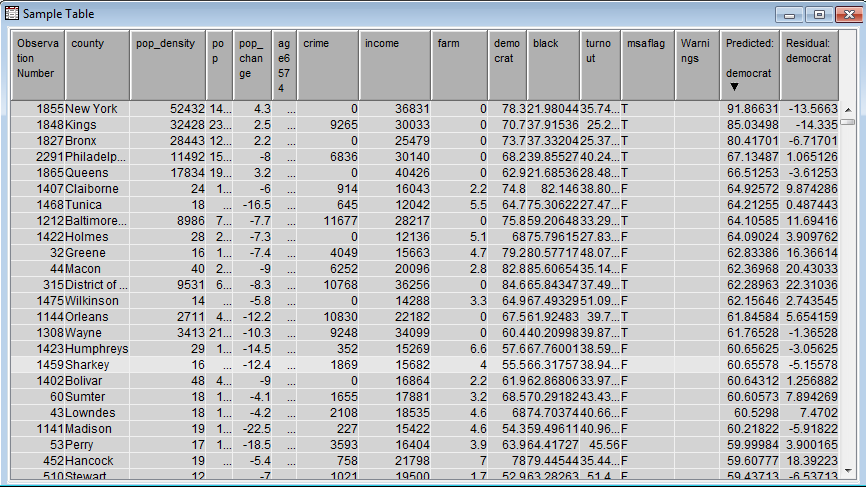 Sample Table
Observa county pop_density po pop_ ag crime income farm demo black turno msaflag Warni Predicted: Residual:
tion p chan e6 crat ut ngs democrat
Number ge 57 democrat
4 ▼
1855 New York 52432 14... 4.3 ... 0 36831 0 78.3 21.98044 35.74... T 91.86631 -13.5663
1848 Kings 32428 23... 2.5 ... 9265 30033 0 70.7 37.91536 25.2... T 85.03498 -14.335
1827 Bronx 28443 12... 2.2 ... 0 25479 0 73.7 37.33204 25.37... T 80.41701 -6.71701
2291 Philadelp... 11492 15... -8 ... 6836 30140 0 68.2 39.85527 40.24... T 67.13487 1.065126
1865 Queens 17834 19... 3.2 ... 0 40426 0 62.9 21.68536 28.48... T 66.51253 -3.61253
1407 Claiborne 24 1... -6 ... 914 16043 2.2 74.8 82.146 38.80... F 64.92572 9.874286
1468 Tunica 18 ... -16.5 ... 645 12042 5.5 64.7 75.30622 27.47... F 64.21255 0.487443
1212 Baltimore... 8986 7... -7.7 ... 11677 28217 0 75.8 59.20648 33.29... T 64.10585 11.69416
1422 Holmes 28 2... -7.3 ... 0 12136 5.1 68 75.79615 27.83... F 64.09024 3.909762
32 Greene 16 1... -7.4 ... 4049 15663 4.7 79.2 80.57717 48.07... F 62.83386 16.36614
44 Macon 40 2... -9 ... 6252 20096 2.8 82.8 85.60654 35.14... F 62.36968 20.43033
315 District of ... 9531 6... -8.3 ... 10768 36256 0 84.6 65.84347 37.49... T 62.28963 22.31036
1475 Wilkinson 14 ... -5.8 ... 0 14288 3.3 64.9 67.49329 51.09... F 62.15646 2.743545
1144 Orleans 2711 4... -12.2 ... 10830 22182 0 67.5 61.92483 39.7... T 61.84584 5.654159
1308 Wayne 3413 21... -10.3 ... 9248 34099 0 60.4 40.20998 39.87... T 61.76528 -1.36528
1423 Humphreys 29 1... -14.5 ... 352 15269 6.6 57.6 67.76001 38.59... F 60.65625 -3.05625
1459 Sharkey 16 ... -12.4 ... 1869 15682 4 55.5 66.31757 38.94... F 60.65578 -5.15578
1402 Bolivar 48 4... -9 ... 0 16864 2.2 61.9 62.86806 33.97... F 60.64312 1.256882
60 Sumter 18 1... -4.1 ... 1655 17881 3.2 68.5 70.29182 43.43... F 60.60573 7.894269
43 Lowndes 18 1... -4.2 ... 2108 18535 4.6 68 74.70374 40.66... F 60.5298 7.4702
1141 Madison 19 1... -22.5 ... 227 15422 4.6 54.3 59.49611 40.96... F 60.21822 -5.91822
53 Perry 17 1... -18.5 ... 3593 16404 3.9 63.9 64.41727 45.56 F 59.99984 3.900165
452 Hancock 19 ... -5.4 ... 758 21798 7 78 79.44544 35.44... F 59.60777 18.39223
510 Stewart 12 ... -7 ... 1021 19500 1.7 52.9 63.28263 51.4... F 59.43713 -6.53713